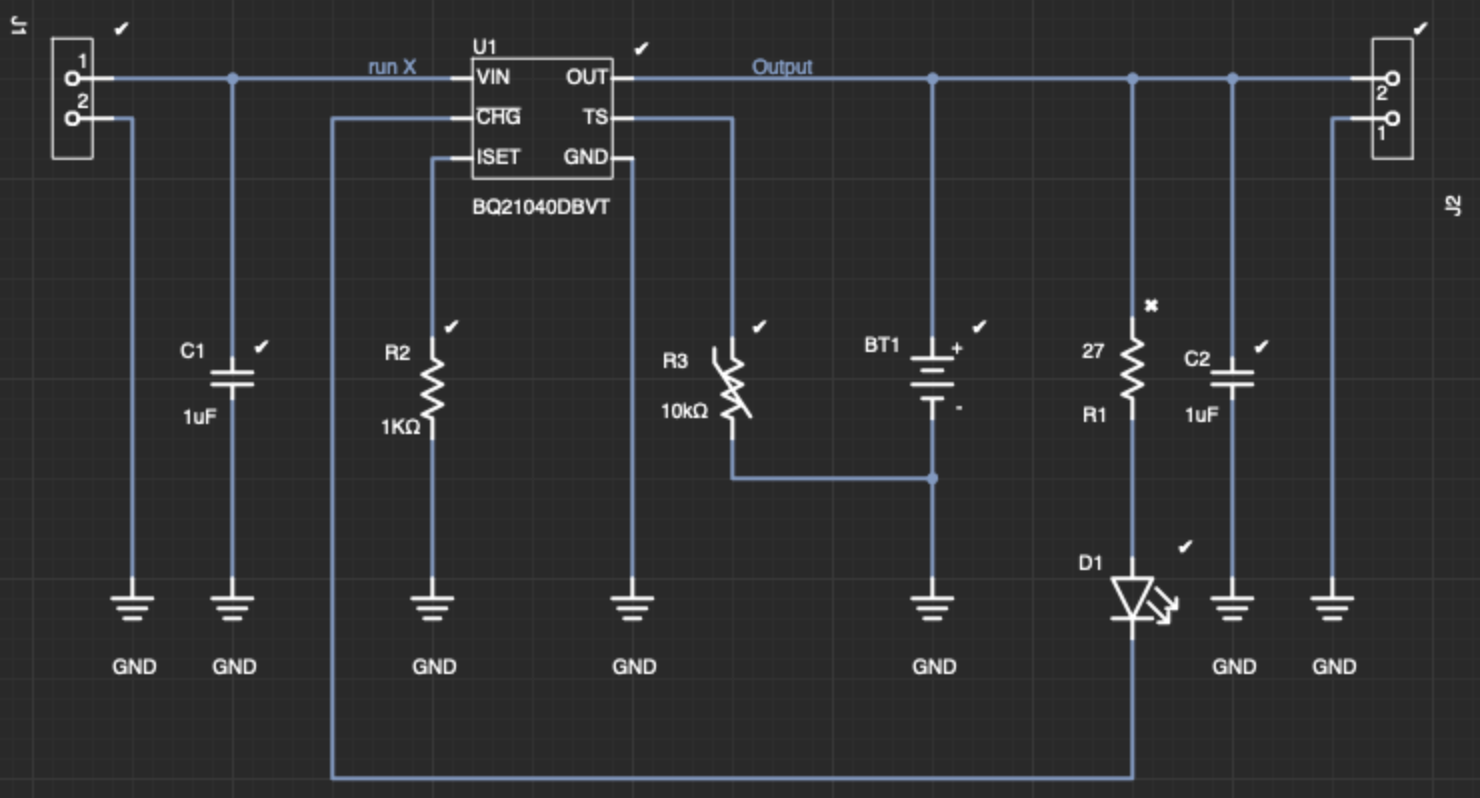 J1
1
2
run X
U1
VIN
CHG
ISET
OUT
TS
GND
BQ21040DBVT
Output
2
1
J2
C1
1uF
R2
1KΩ
R3
10kΩ
BT1
+
-
27
R1
C2
1uF
D1
GND
GND
GND
GND
GND
GND
GND